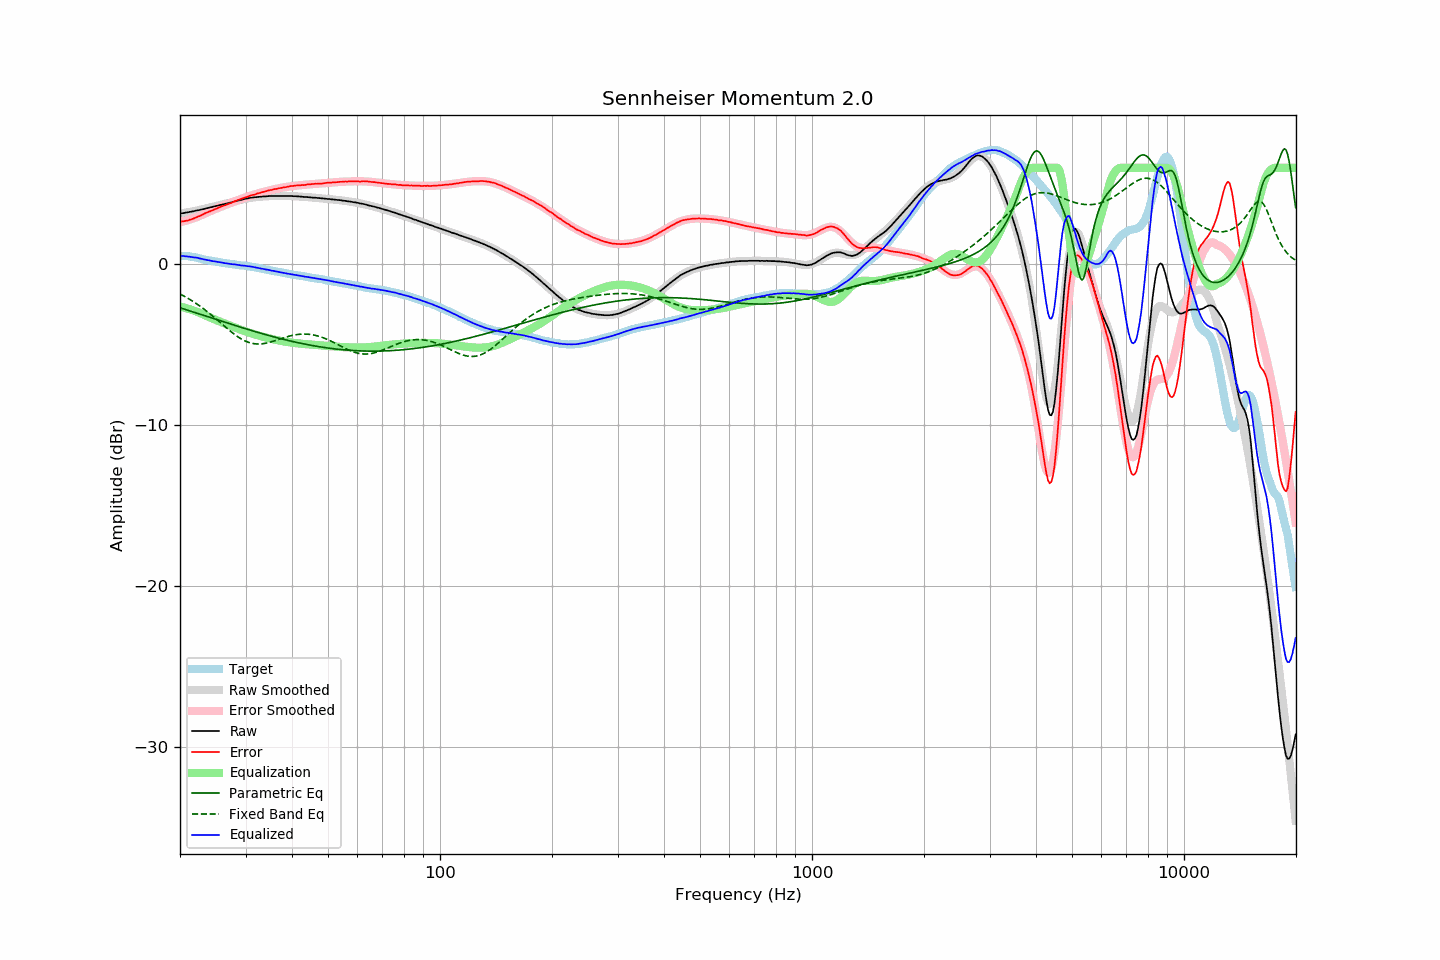 Sennheiser Momentum 2.0
Amplitude (dBr)
0
−10
−20
−30
Target
Raw Smoothed
Error Smoothed
Raw
Error
Equalization
Parametric Eq
Fixed Band Eq
Equalized
100 1000 10000
Frequency (Hz)